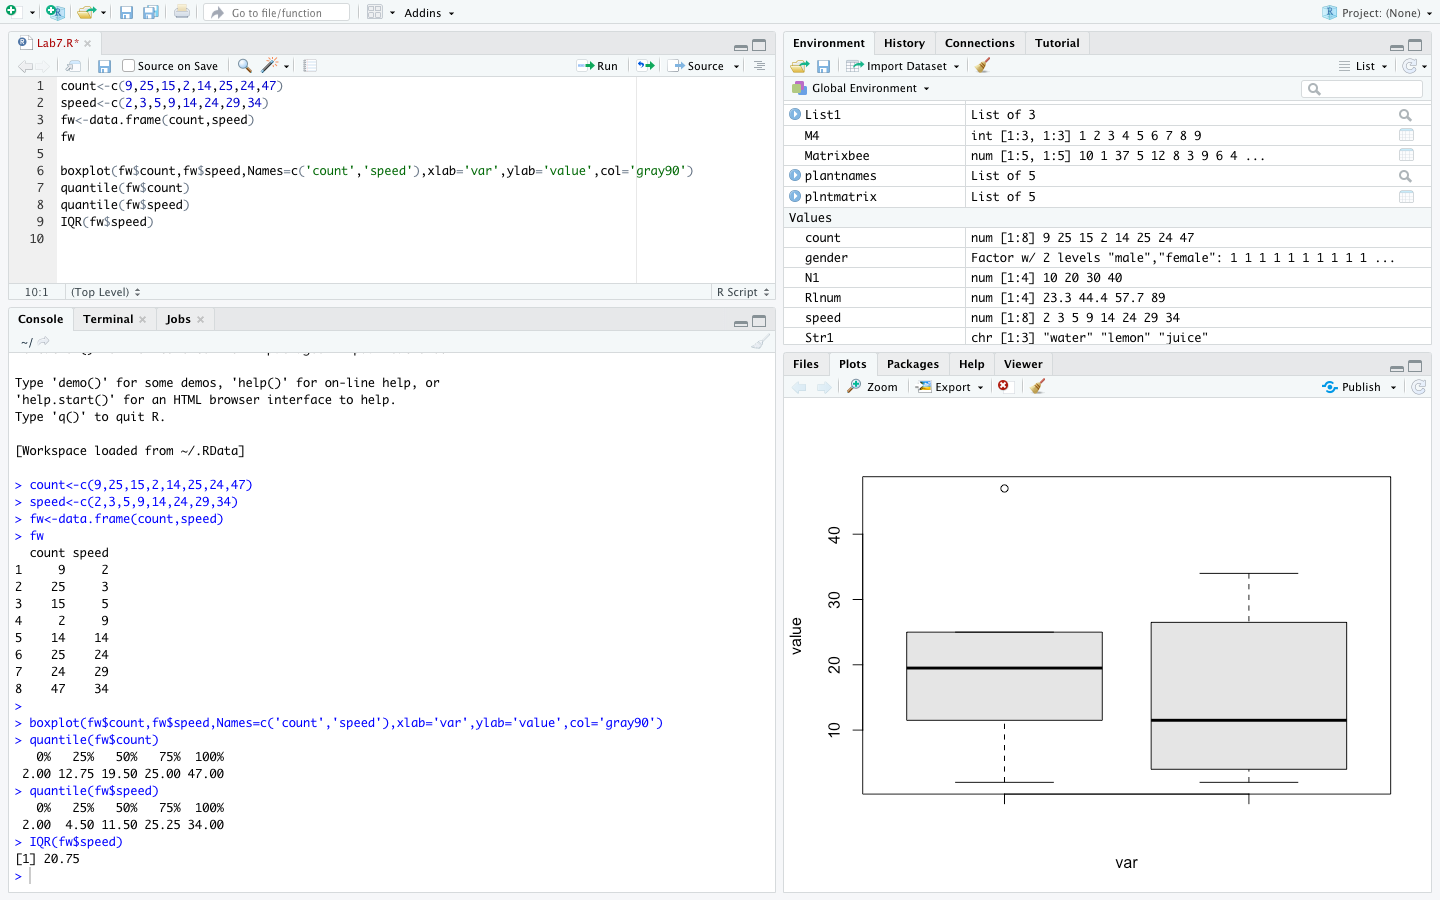 Go to file/function
Addins
Project: (None)
Lab7.R*
Source on Save
Run
Source
1 count<-c(9,25,15,2,14,25,24,47)
2 speed<-c(2,3,5,9,14,24,29,34)
3 fw<-data.frame(count,speed)
4 fw
5
6 boxplot(fw$count,fw$speed,Names=c('count','speed'),xlab='var',ylab='value',col='gray90')
7 quantile(fw$count)
8 quantile(fw$speed)
9 IQR(fw$speed)
10
10:1 (Top Level) R Script
Console Terminal Jobs
~/
Type 'demo()' for some demos, 'help()' for on-line help, or
'help.start()' for an HTML browser interface to help.
Type 'q()' to quit R.
[Workspace loaded from ~/.RData]
> count<-c(9,25,15,2,14,25,24,47)
> speed<-c(2,3,5,9,14,24,29,34)
> fw<-data.frame(count,speed)
> fw
count speed
1 9 2
2 25 3
3 15 5
4 2 9
5 14 14
6 25 24
7 24 29
8 47 34
>
> boxplot(fw$count,fw$speed,Names=c('count','speed'),xlab='var',ylab='value',col='gray90')
> quantile(fw$count)
0% 25% 50% 75% 100%
2.00 12.75 19.50 25.00 47.00
> quantile(fw$speed)
0% 25% 50% 75% 100%
2.00 4.50 11.50 25.25 34.00
> IQR(fw$speed)
[1] 20.75
>
Environment History Connections Tutorial
Import Dataset List
Global Environment
List1 List of 3
M4 int [1:3, 1:3] 1 2 3 4 5 6 7 8 9
Matrixbee num [1:5, 1:5] 10 1 37 5 12 8 3 9 6 4 ...
plantnames List of 5
plntmatrix List of 5
Values
count num [1:8] 9 25 15 2 14 25 24 47
gender Factor w/ 2 levels "male","female": 1 1 1 1 1 1 1 1 1 1 ...
N1 num [1:4] 10 20 30 40
Rlnum num [1:4] 23.3 44.4 57.7 89
speed num [1:8] 2 3 5 9 14 24 29 34
Str1 chr [1:3] "water" "lemon" "juice"
Files Plots Packages Help Viewer
Zoom Export Publish
40
30
20
10
value
var